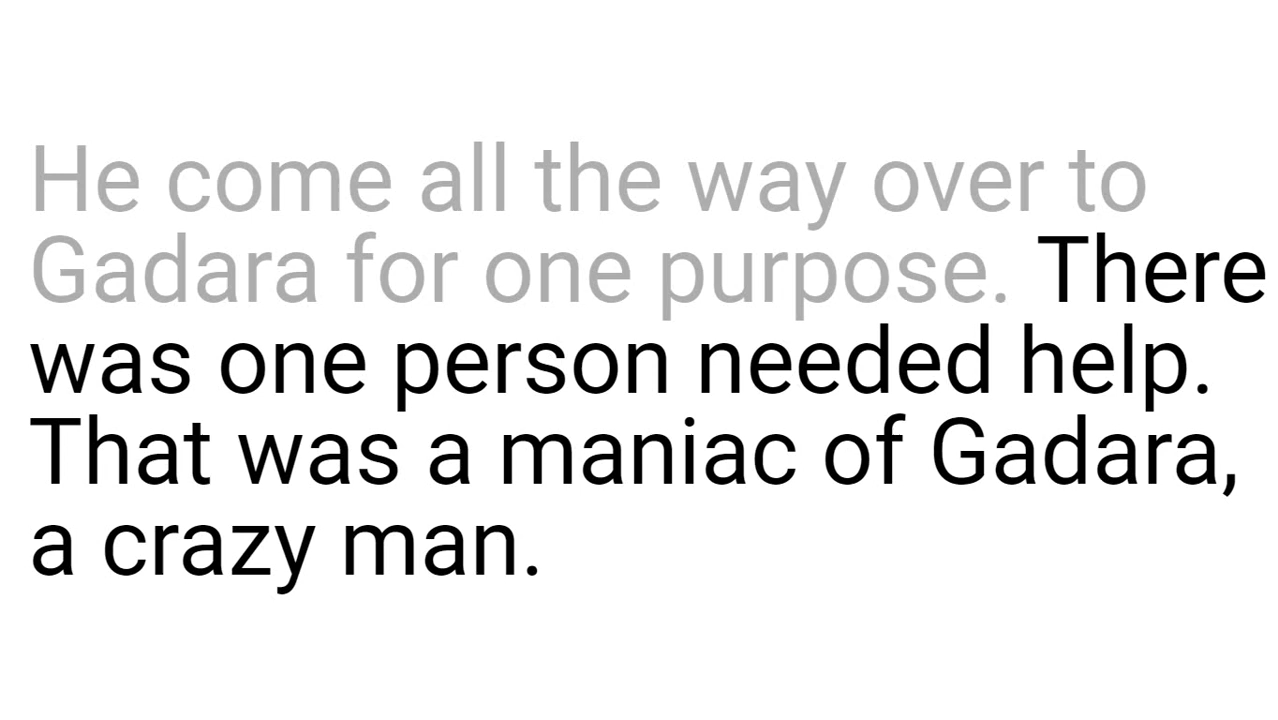 He come all the way over to
Gadara for one purpose. There
was one person needed help.
That was a maniac of Gadara,
a crazy man.